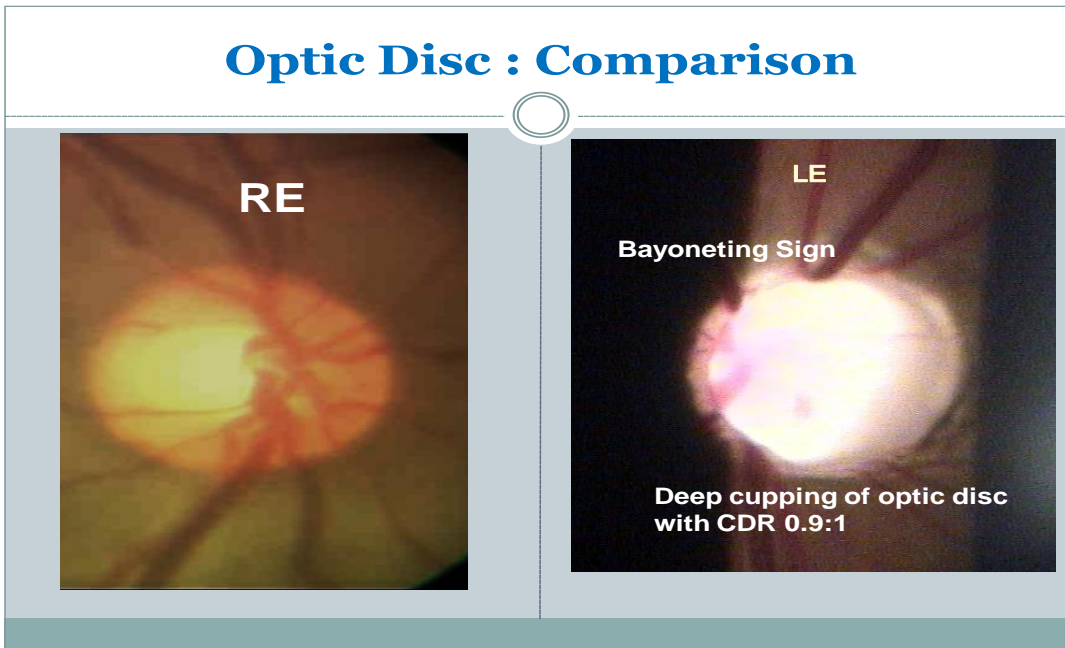 Optic Disc : Comparison
RE
LE
Bayoneting Sign
Deep cupping of optic disc
with CDR 0.9:1